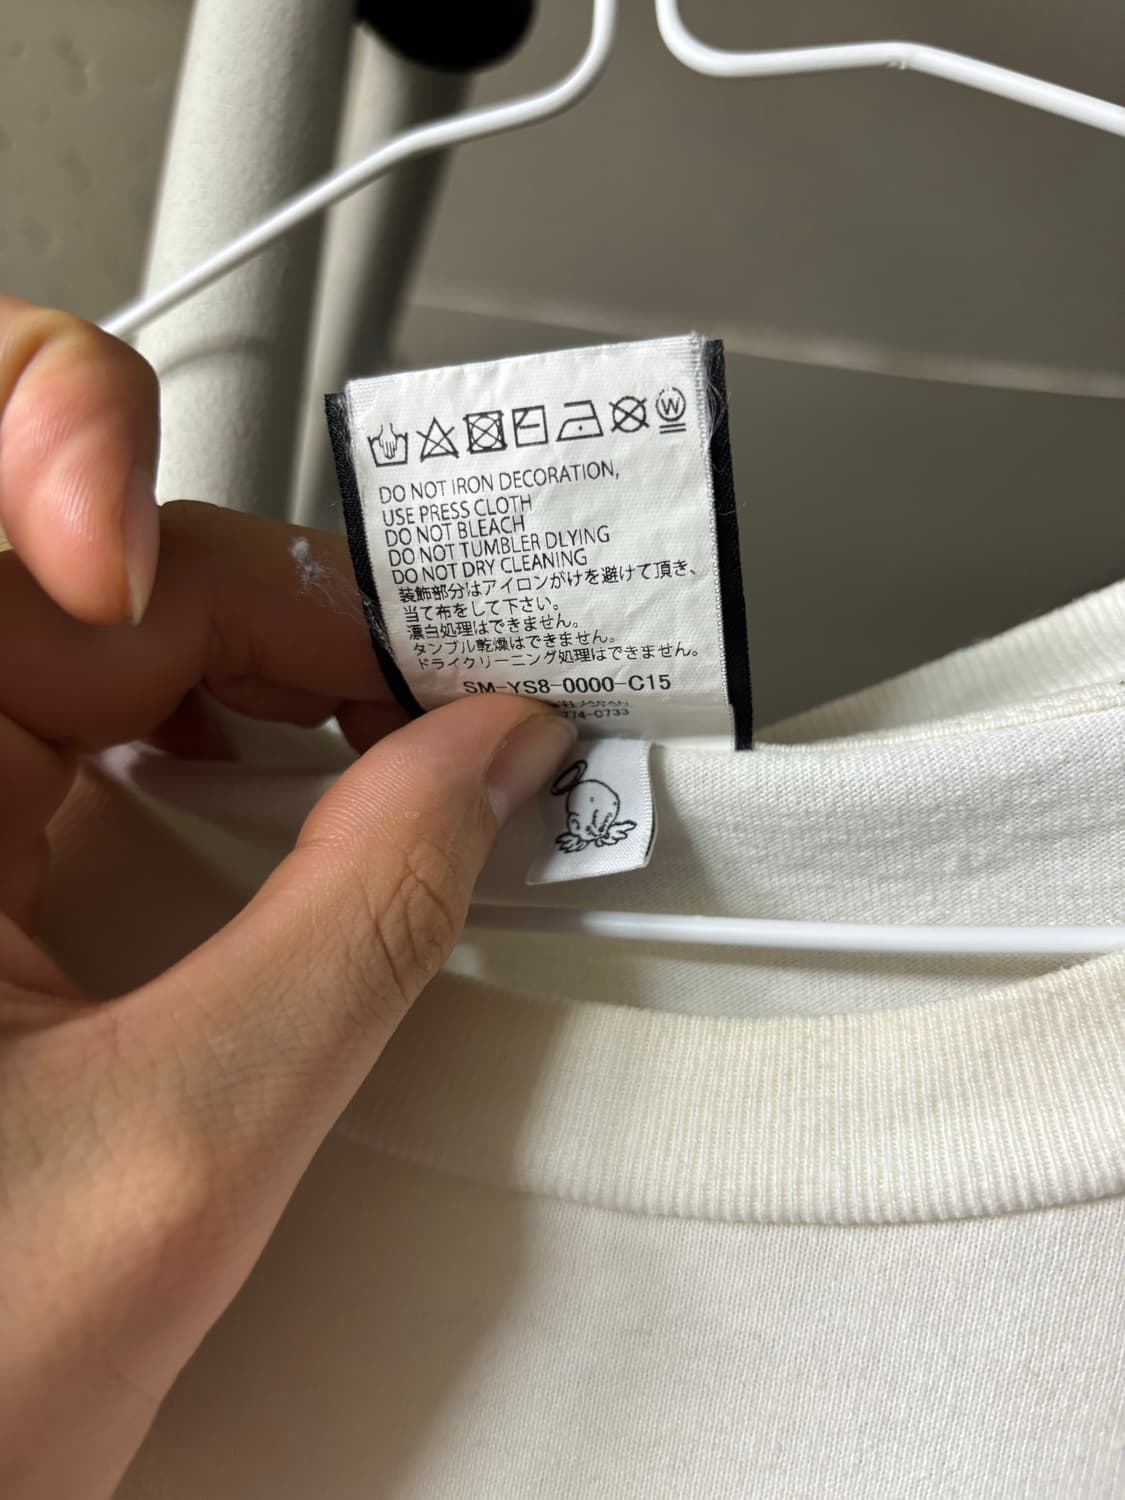 W
DO NOT IRON DECORATION,
USE PRESS CLOTH
DO NOT BLEACH
DO NOT TUMBLER DLYING
DO NOT DRY CLEANING
装飾部分はアイロンがけを避けて頂き、
当て布をして下さい。
漂白処理はできません。
タンブル乾燥はできません。
ドライクリーニング処理はできません。
SM-YS8-0000-C15
JAPAN
774-0733